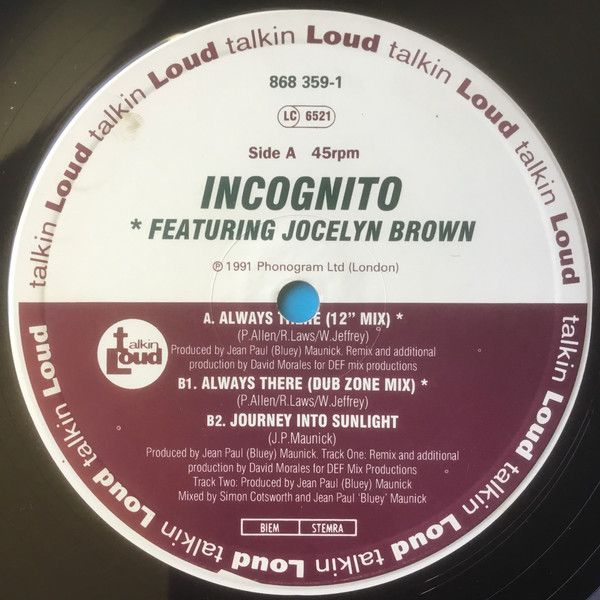 talkin Loud talkin Loud talkin Loud talkin Loud talkin Loud
868 359-1
LC 6521
Side A 45rpm
INCOGNITO
* FEATURING JOCELYN BROWN
℗ 1991 Phonogram Ltd (London)
talkin Loud
A. ALWAYS THERE (12" MIX) *
(P.Allen/R.Laws/W.Jeffrey)
Produced by Jean Paul (Bluey) Maunick. Remix and additional
production by David Morales for DEF mix productions
B1. ALWAYS THERE (DUB ZONE MIX) *
(P.Allen/R.Laws/W.Jeffrey)
B2. JOURNEY INTO SUNLIGHT
(J.P.Maunick)
Produced by Jean Paul (Bluey) Maunick. Track One: Remix and additional
production by David Morales for DEF Mix Productions
Track Two: Produced by Jean Paul (Bluey) Maunick
Mixed by Simon Cotsworth and Jean Paul 'Bluey' Maunick
BIEM STEMRA
talkin Loud talkin Loud talkin Loud talkin Loud talkin Loud